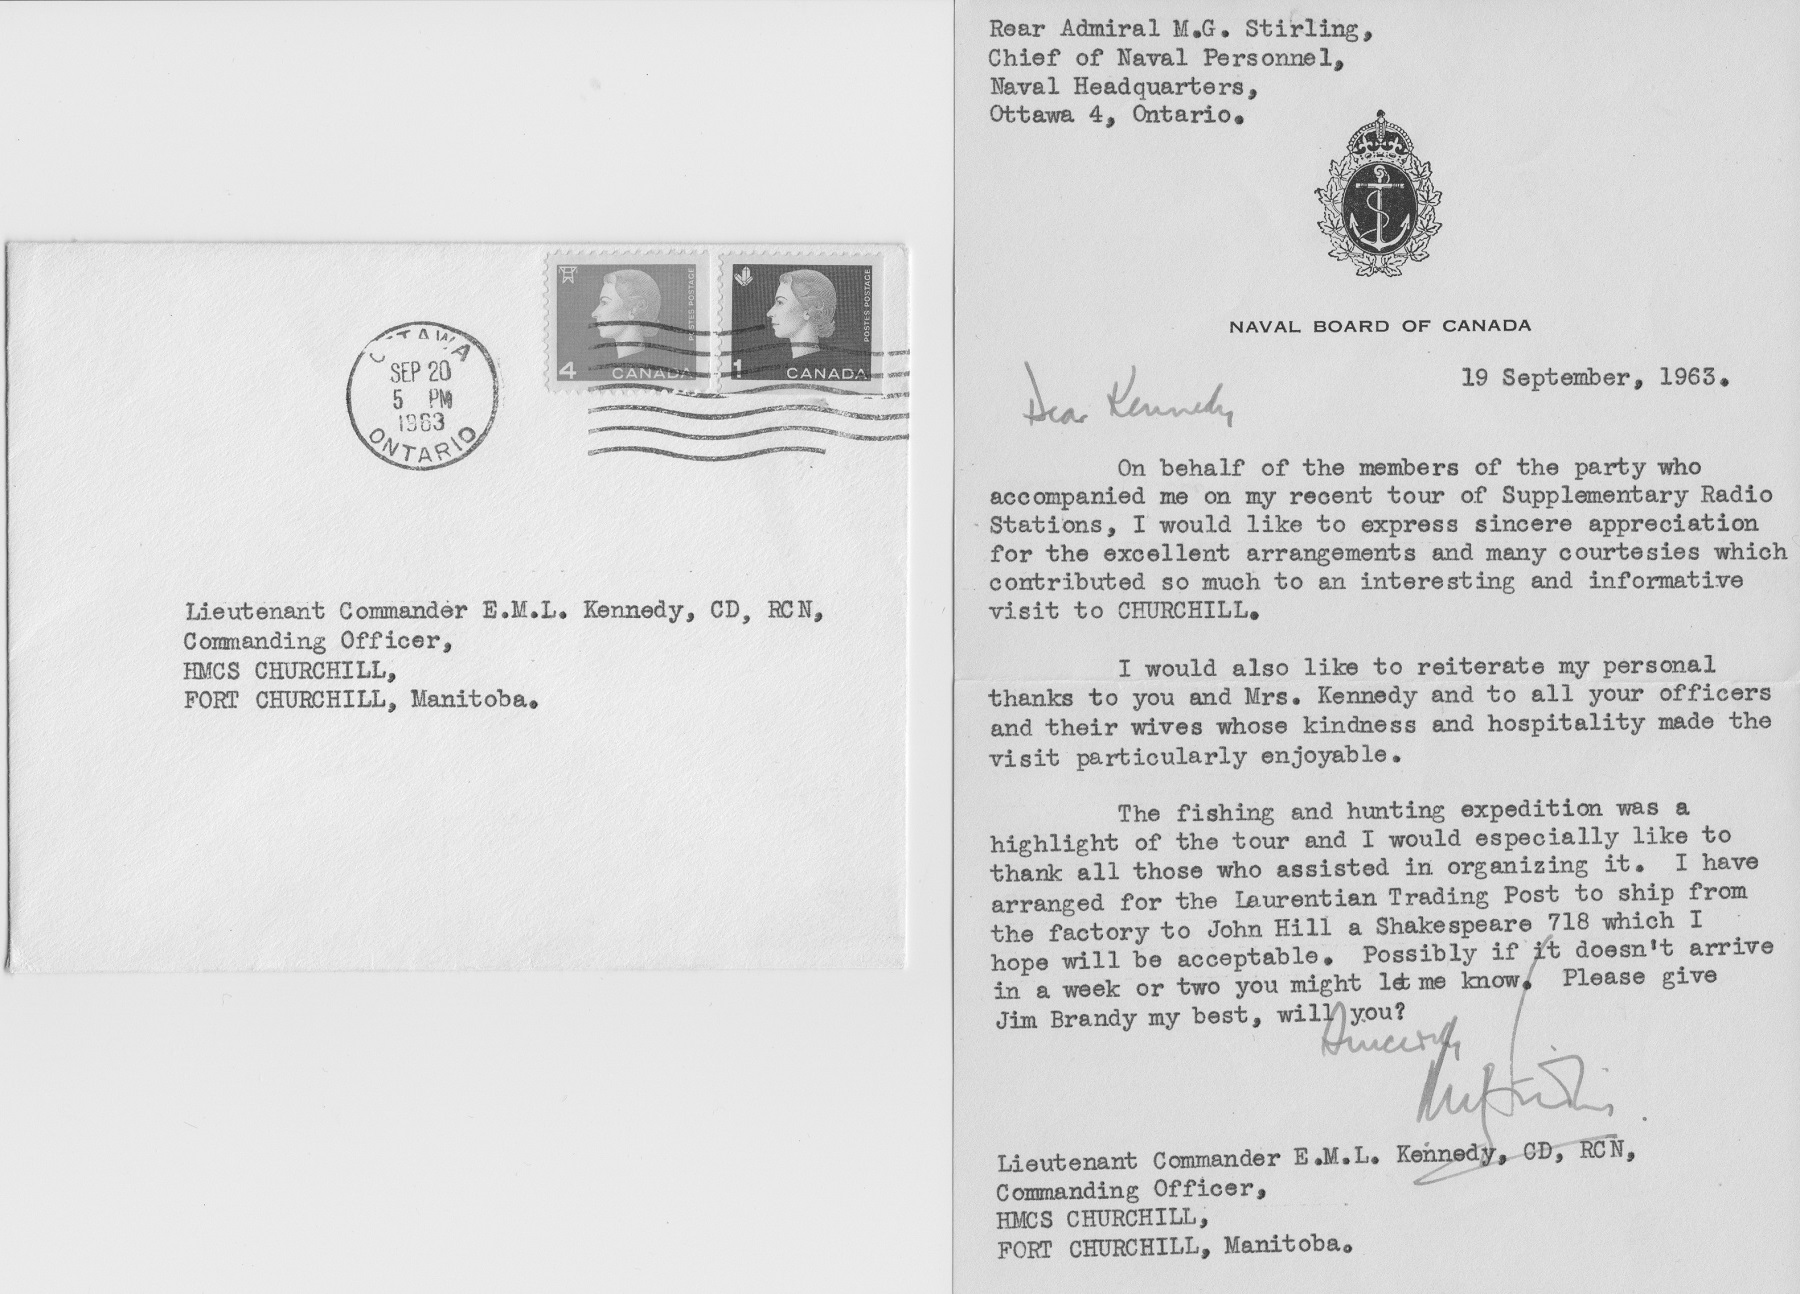 OTTAWA
SEP 20
5 PM
1963
ONTARIO
4 CANADA
POSTES POSTAGE
1 CANADA
POSTES POSTAGE
Lieutenant Commander E.M.L. Kennedy, CD, RCN,
Commanding Officer,
HMCS CHURCHILL,
FORT CHURCHILL, Manitoba.
Rear Admiral M.G. Stirling,
Chief of Naval Personnel,
Naval Headquarters,
Ottawa 4, Ontario.
NAVAL BOARD OF CANADA
19 September, 1963.
Dear Kennedy
On behalf of the members of the party who
accompanied me on my recent tour of Supplementary Radio
Stations, I would like to express sincere appreciation
for the excellent arrangements and many courtesies which
contributed so much to an interesting and informative
visit to CHURCHILL.
I would also like to reiterate my personal
thanks to you and Mrs. Kennedy and to all your officers
and their wives whose kindness and hospitality made the
visit particularly enjoyable.
The fishing and hunting expedition was a
highlight of the tour and I would especially like to
thank all those who assisted in organizing it. I have
arranged for the Laurentian Trading Post to ship from
the factory to John Hill a Shakespeare 718 which I
hope will be acceptable. Possibly if it doesn't arrive
in a week or two you might let me know. Please give
Jim Brandy my best, will you?
Sincerely
MGStirling
Lieutenant Commander E.M.L. Kennedy, CD, RCN,
Commanding Officer,
HMCS CHURCHILL,
FORT CHURCHILL, Manitoba.